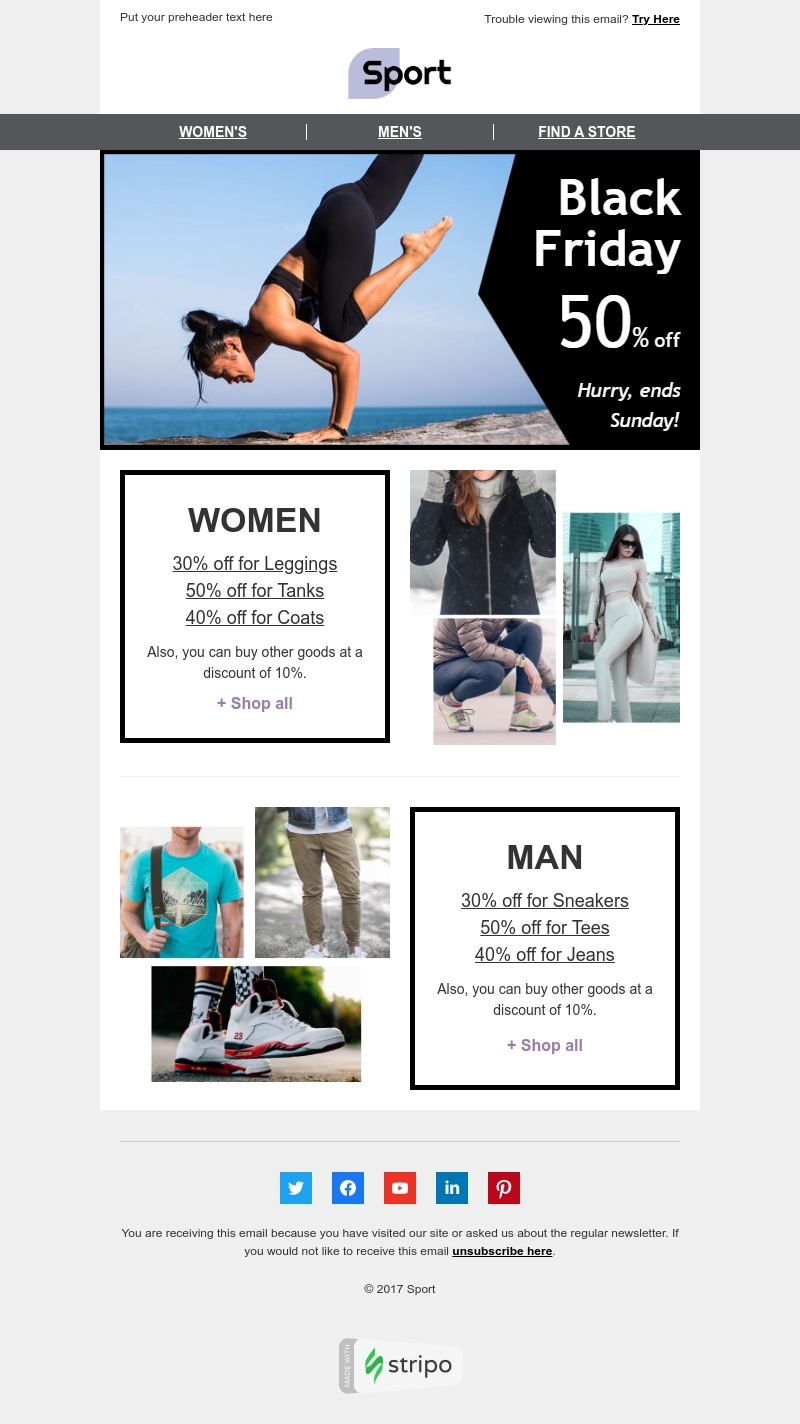 Put your preheader text here
Trouble viewing this email? Try Here
Sport
WOMEN'S
MEN'S
FIND A STORE
Black
Friday
50% off
Hurry, ends
Sunday!
WOMEN
30% off for Leggings
50% off for Tanks
40% off for Coats
Also, you can buy other goods at a
discount of 10%.
+ Shop all
MAN
30% off for Sneakers
50% off for Tees
40% off for Jeans
Also, you can buy other goods at a
discount of 10%.
+ Shop all
23
You are receiving this email because you have visited our site or asked us about the regular newsletter. If
you would not like to receive this email unsubscribe here.
© 2017 Sport
MADE WITH
stripo